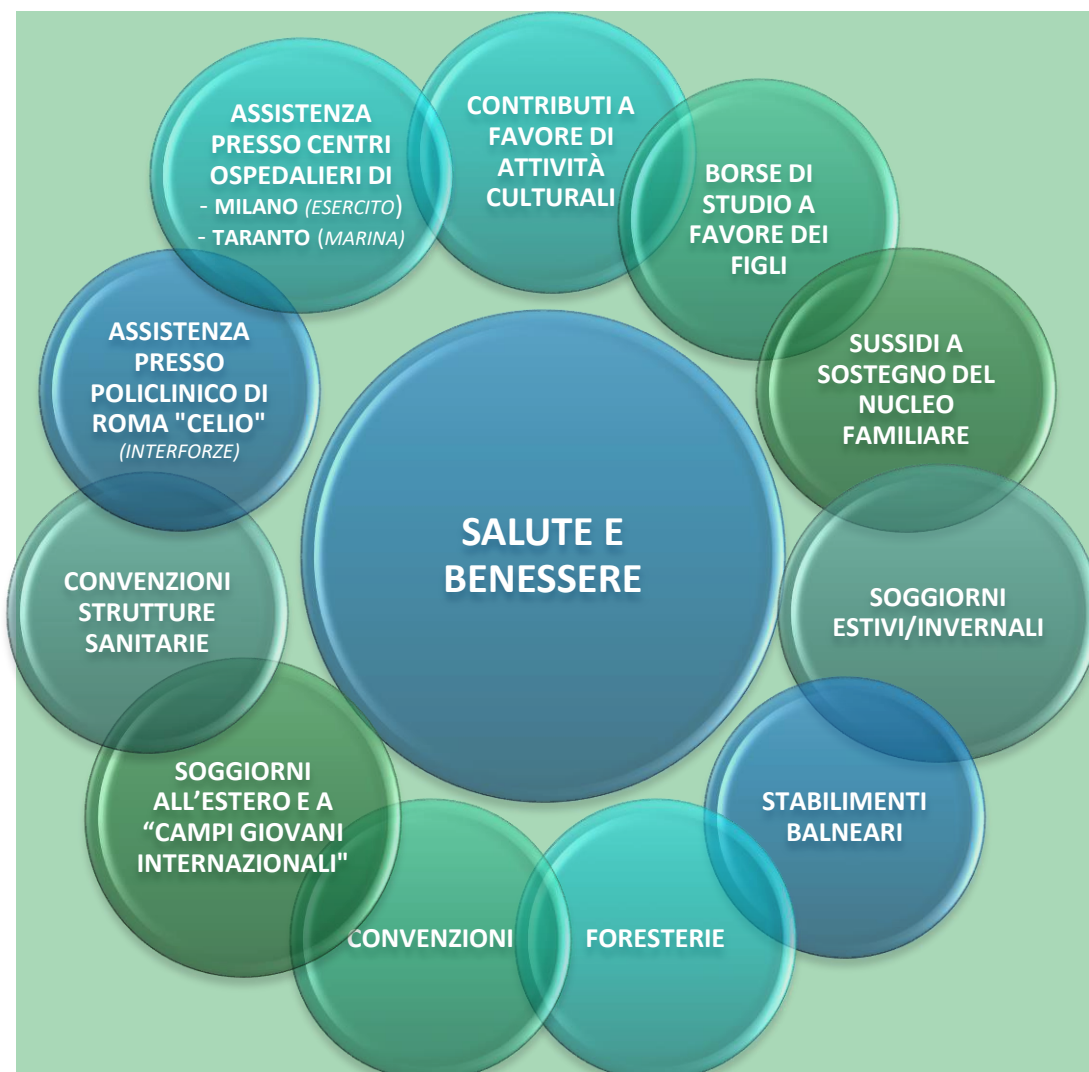 ASSISTENZA
PRESSO CENTRI
OSPEDALIERI DI
- MILANO (ESERCITO)
- TARANTO (MARINA)
CONTRIBUTI A
FAVORE DI
ATTIVITÀ
CULTURALI
BORSE DI
STUDIO A
FAVORE DEI
FIGLI
SUSSIDI A
SOSTEGNO DEL
NUCLEO
FAMILIARE
SOGGIORNI
ESTIVI/INVERNALI
STABILIMENTI
BALNEARI
FORESTERIE
CONVENZIONI
SOGGIORNI
ALL’ESTERO E A
“CAMPI GIOVANI
INTERNAZIONALI"
CONVENZIONI
STRUTTURE
SANITARIE
ASSISTENZA
PRESSO
POLICLINICO DI
ROMA "CELIO"
(INTERFORZE)
SALUTE E
BENESSERE